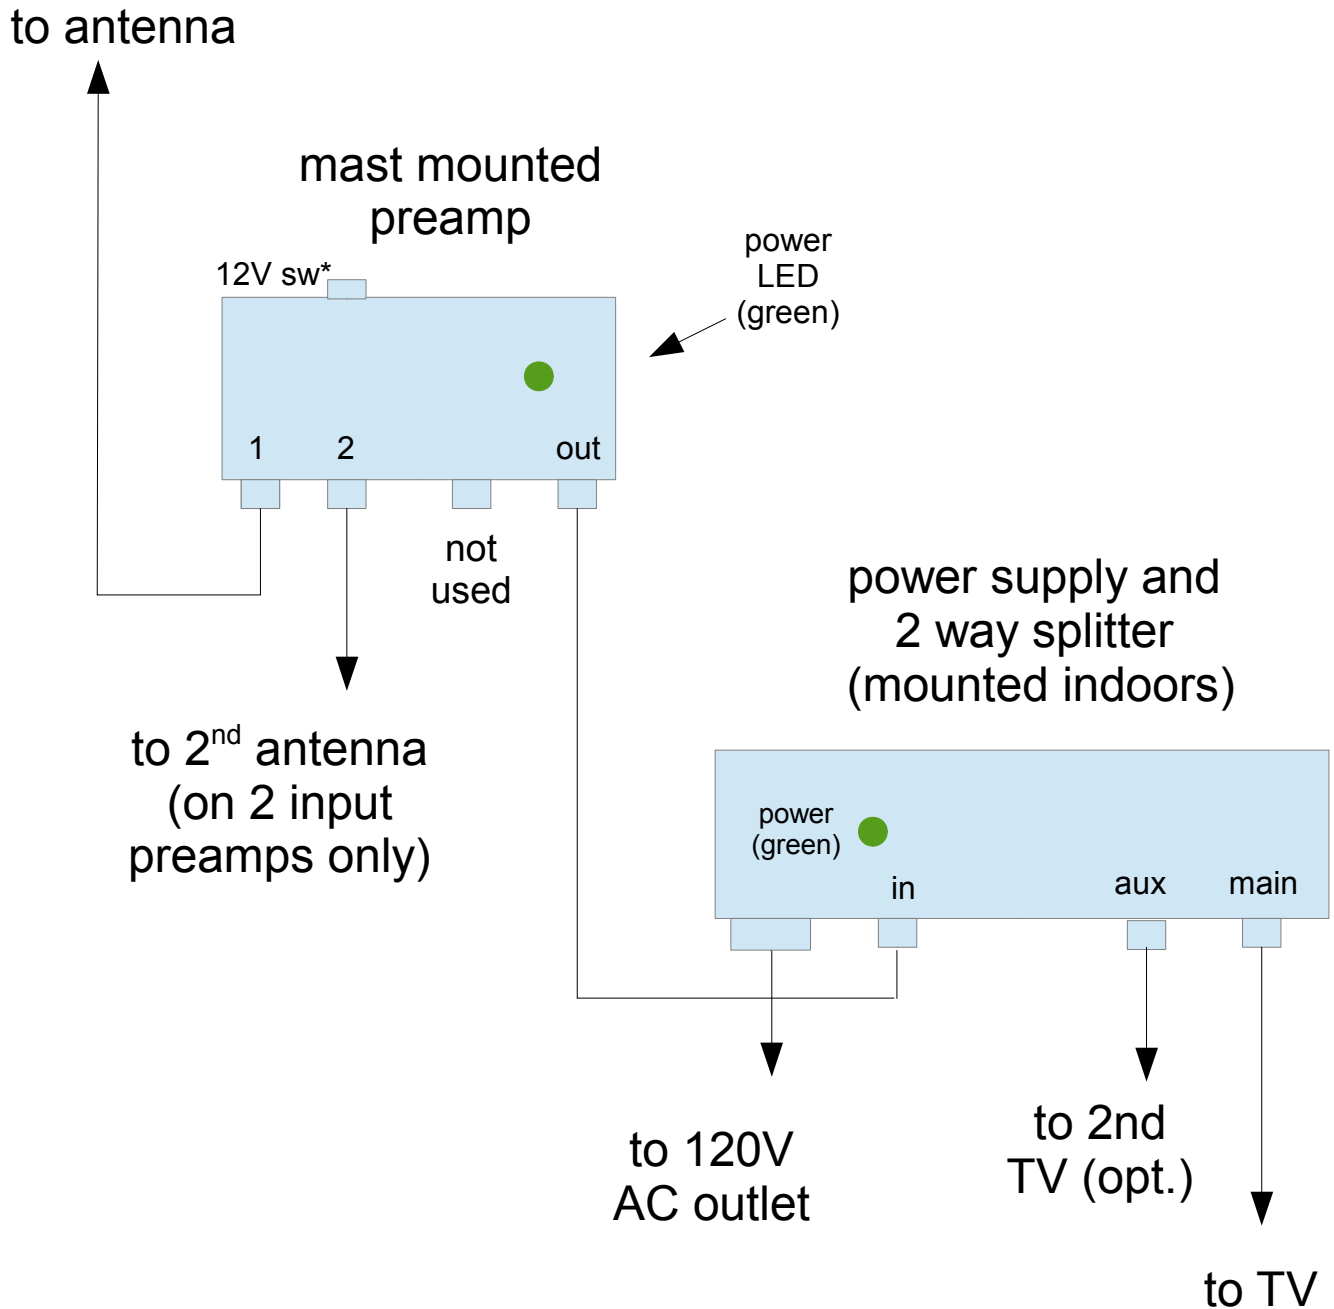 to antenna
mast mounted
preamp
power
LED
(green)
12V sw*
1
2
out
not
used
to 2nd antenna
(on 2 input
preamps only)
power supply and
2 way splitter
(mounted indoors)
power
(green)
in
aux
main
to 120V
AC outlet
to 2nd
TV (opt.)
to TV